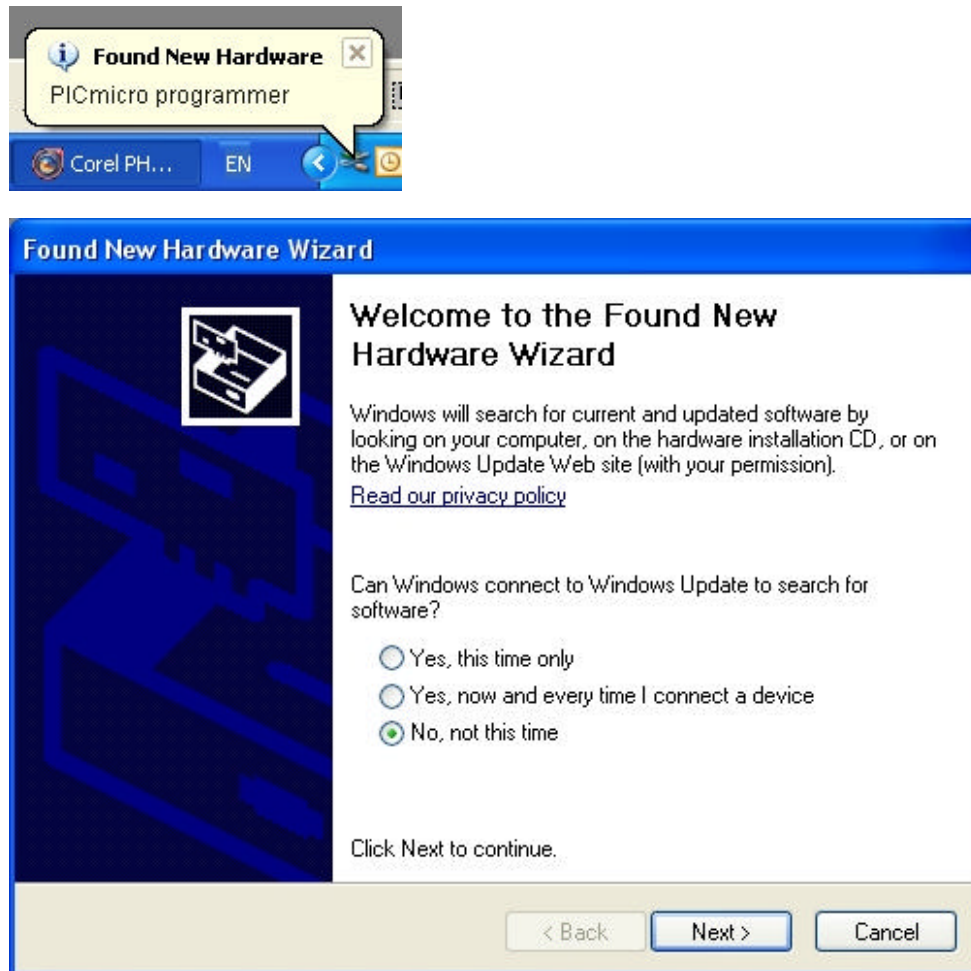 Found New Hardware
PICmicro programmer
Corel PH...
EN
Found New Hardware Wizard
Welcome to the Found New
Hardware Wizard
Windows will search for current and updated software by
looking on your computer, on the hardware installation CD, or on
the Windows Update Web site (with your permission).
Read our privacy policy
Can Windows connect to Windows Update to search for
software?
Yes, this time only
Yes, now and every time I connect a device
No, not this time
Click Next to continue.
< Back Next > Cancel